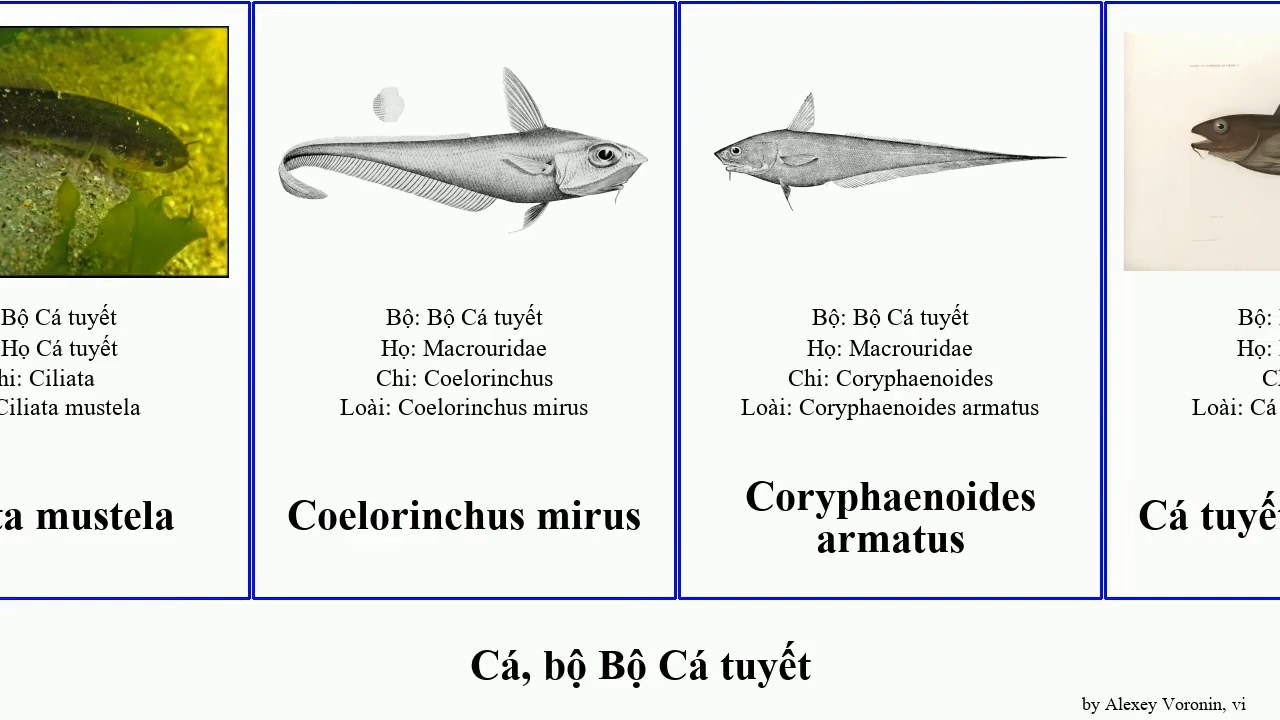 Bộ Cá tuyết
Họ Cá tuyết
hi: Ciliata
Ciliata mustela
ta mustela
Bộ: Bộ Cá tuyết
Họ: Macrouridae
Chi: Coelorinchus
Loài: Coelorinchus mirus
Coelorinchus mirus
Bộ: Bộ Cá tuyết
Họ: Macrouridae
Chi: Coryphaenoides
Loài: Coryphaenoides armatus
Coryphaenoides
armatus
Bộ:
Họ:
Loài: Cá
Cá tuyết
Cá, bộ Bộ Cá tuyết
by Alexey Voronin, vi